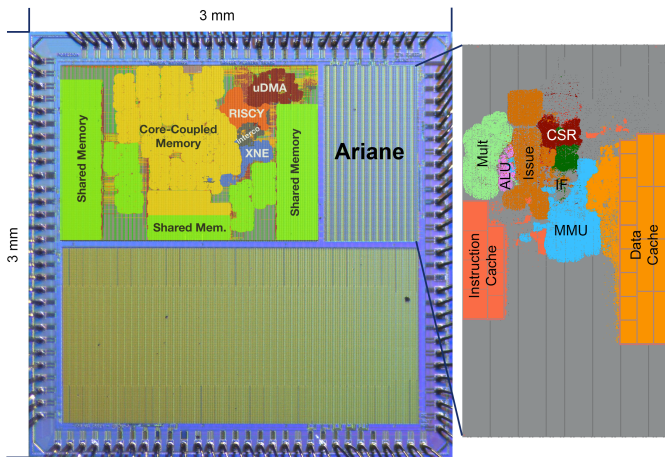 3 mm
3 mm
uDMA
RISCY
Interco
XNE
Core-Coupled
Memory
Shared Memory
Shared Memory
Shared Mem.
Ariane
CSR
Mult
ALU
Issue
IF
MMU
Instruction
Cache
Data
Cache